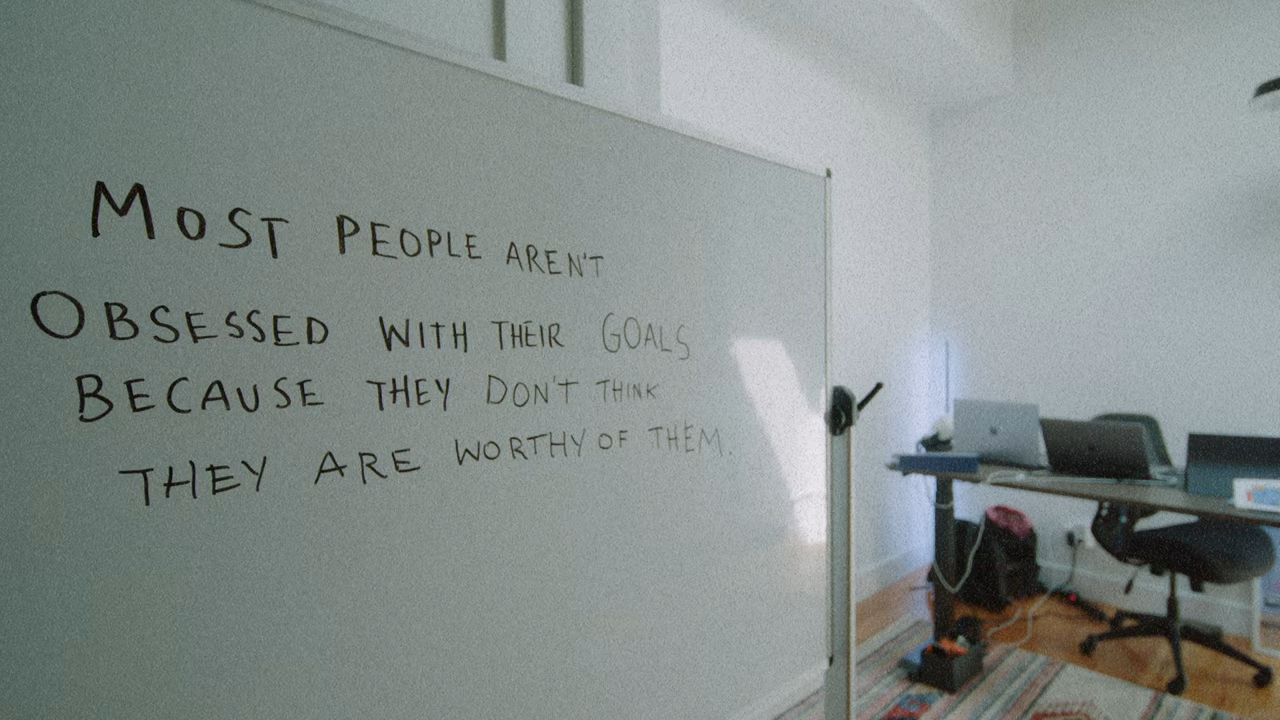 MOST PEOPLE AREN'T
OBSESSED WITH THEIR GOALS
BECAUSE THEY DON'T THINK
THEY ARE WORTHY OF THEM.